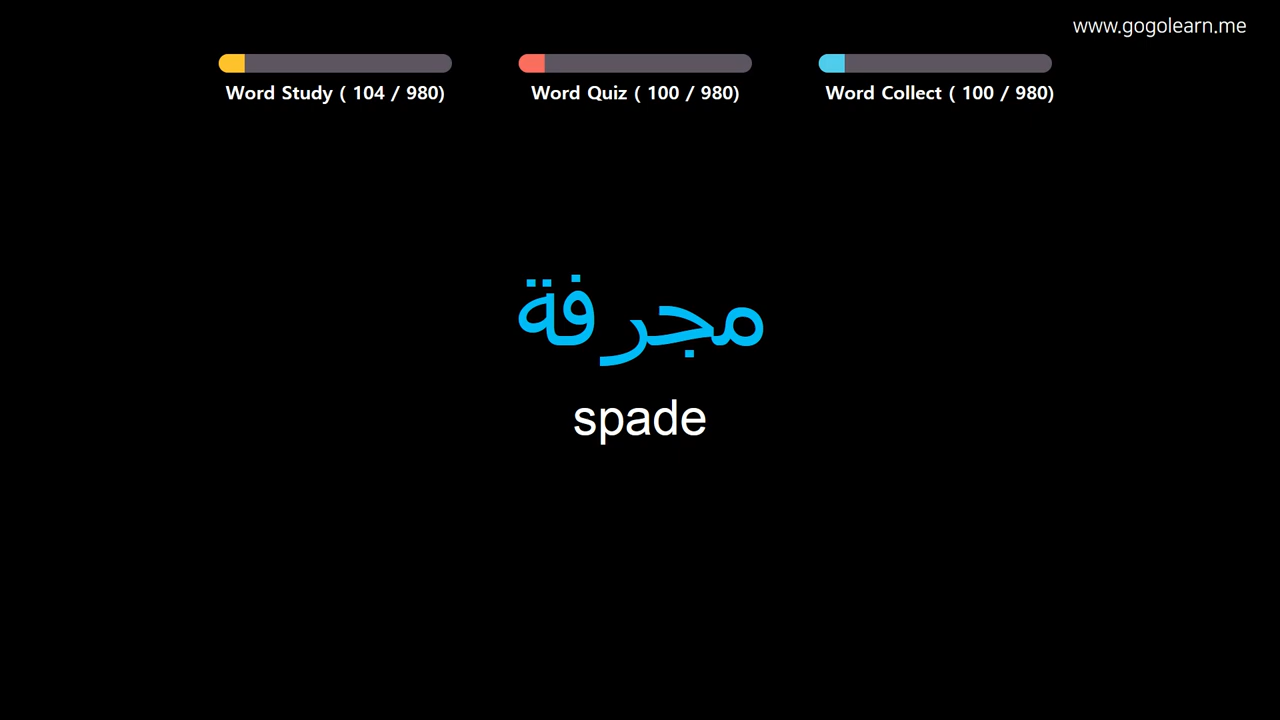 www.gogolearn.me
Word Study ( 104 / 980)
Word Quiz ( 100 / 980)
Word Collect ( 100 / 980)
مجرفة
spade